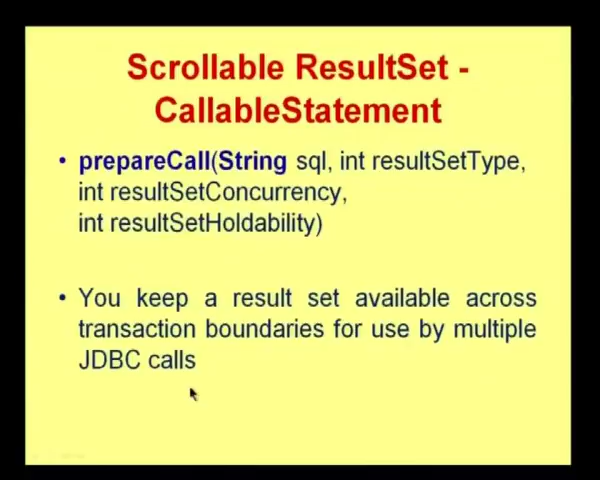 Scrollable ResultSet -
CallableStatement
• prepareCall(String sql, int resultSetType,
int resultSetConcurrency,
int resultSetHoldability)
• You keep a result set available across
transaction boundaries for use by multiple
JDBC calls